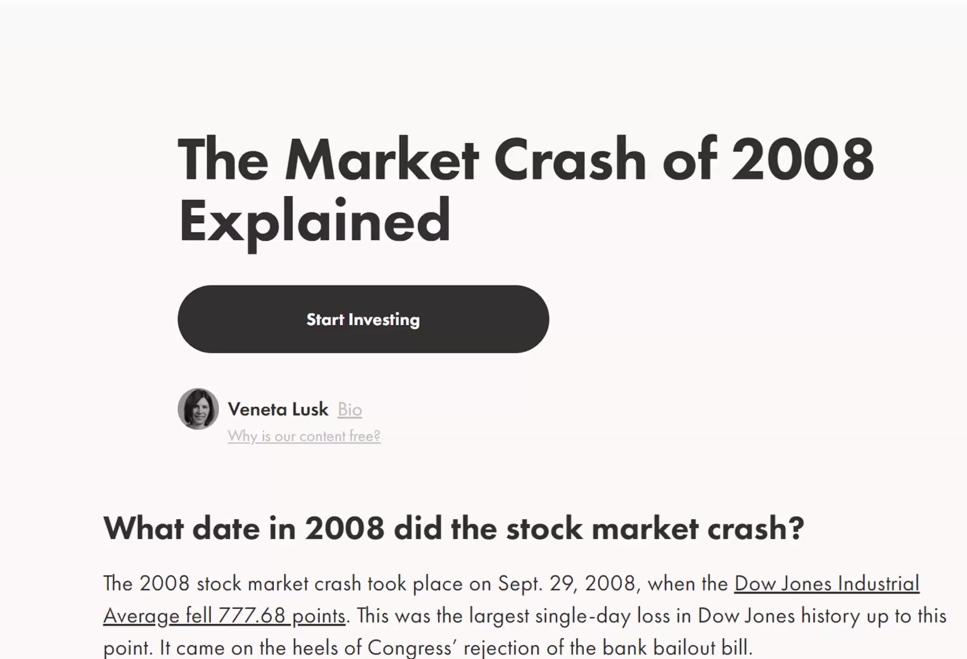 The Market Crash of 2008
Explained
Start Investing
Veneta Lusk Bio
Why is our content free?
What date in 2008 did the stock market crash?
The 2008 stock market crash took place on Sept. 29, 2008, when the Dow Jones Industrial
Average fell 777.68 points. This was the largest single-day loss in Dow Jones history up to this
point. It came on the heels of Congress’ rejection of the bank bailout bill.